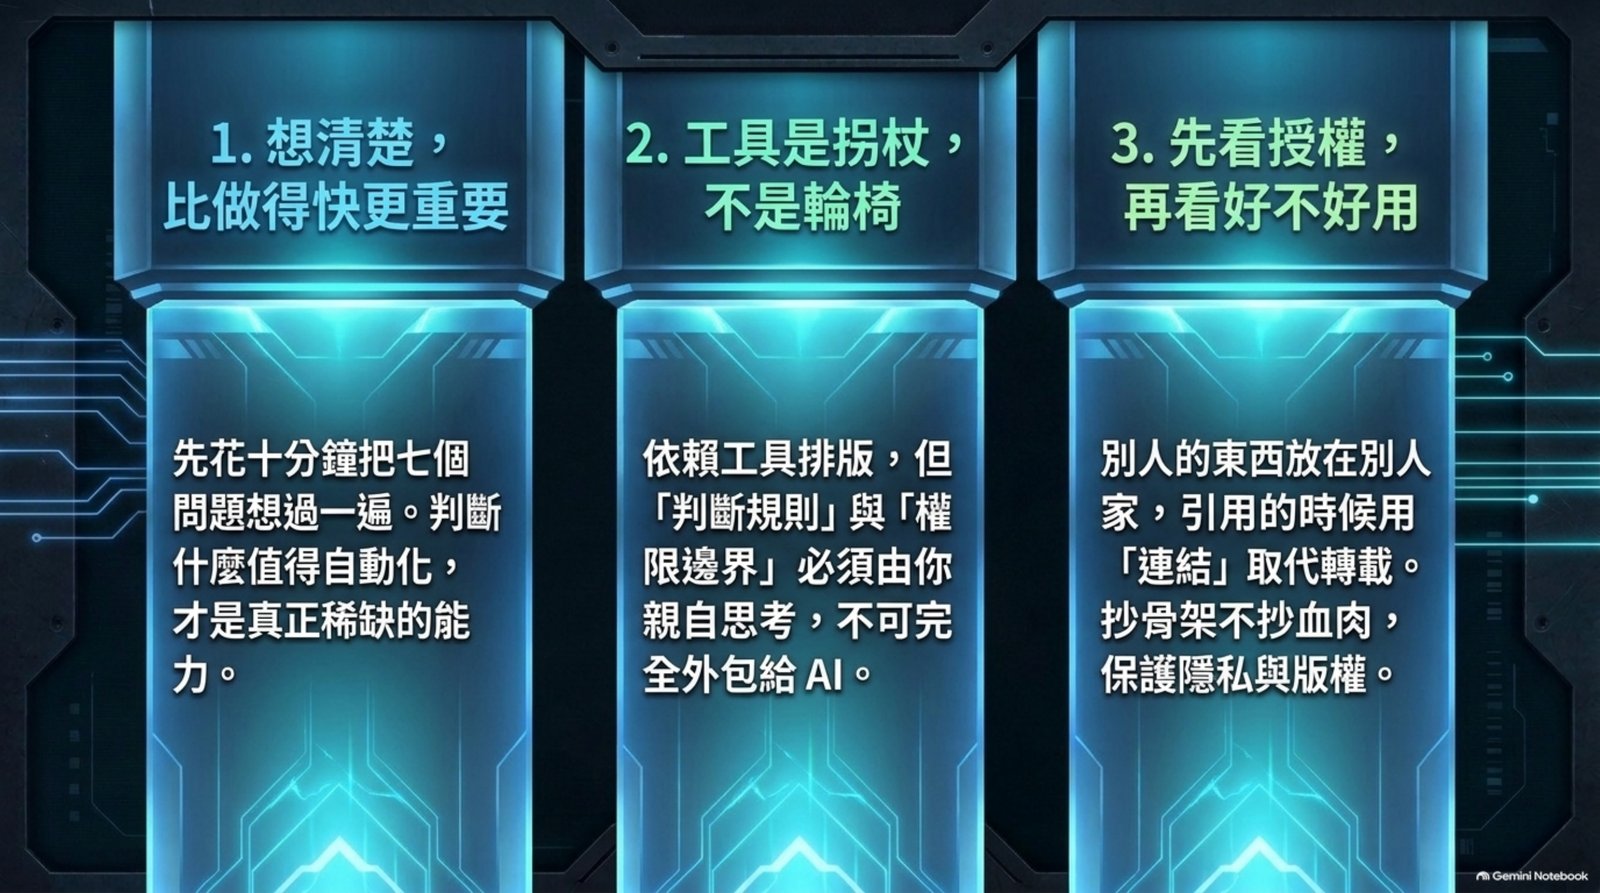 1. 想清楚，
比做得快更重要
先花十分鐘把七個
問題想過一遍。判斷
什麼值得自動化，
才是真正稀缺的能
力。
2. 工具是拐杖，
不是輪椅
依賴工具排版，但
「判斷規則」與「權
限邊界」必須由你
親自思考，不可完
全外包給 AI。
3. 先看授權，
再看好不好用
別人的東西放在別人
家，引用的時候用
「連結」取代轉載。
抄骨架不抄血肉，
保護隱私與版權。
Gemini Notebook